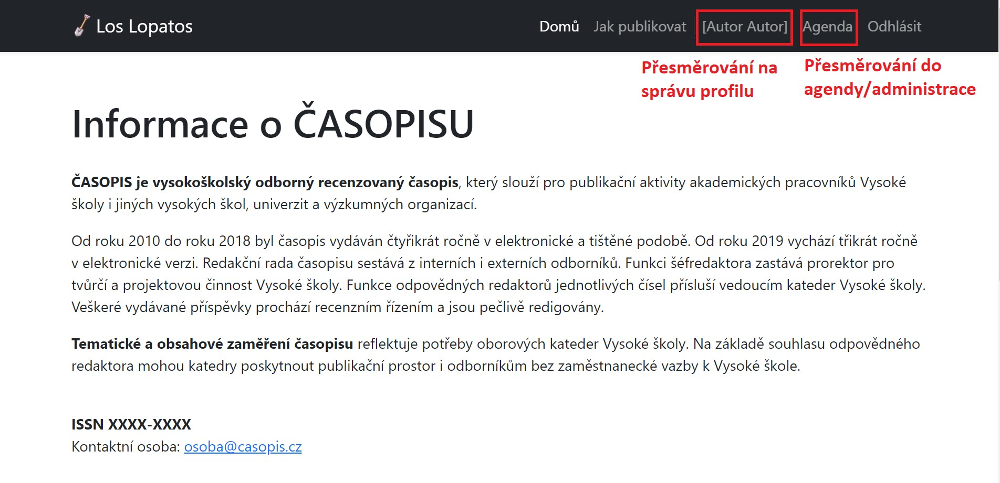 Los Lopatos
Domů Jak publikovat [Autor Autor] Agenda Odhlásit
Přesměrování na
správu profilu
Přesměrování do
agendy/administrace
Informace o ČASOPISU
ČASOPIS je vysokoškolský odborný recenzovaný časopis, který slouží pro publikační aktivity akademických pracovníků Vysoké
školy i jiných vysokých škol, univerzit a výzkumných organizací.
Od roku 2010 do roku 2018 byl časopis vydáván čtyřikrát ročně v elektronické a tištěné podobě. Od roku 2019 vychází třikrát ročně
v elektronické verzi. Redakční rada časopisu sestává z interních i externích odborníků. Funkci šéfredaktora zastává prorektor pro
tvůrčí a projektovou činnost Vysoké školy. Funkce odpovědných redaktorů jednotlivých čísel přísluší vedoucím kateder Vysoké školy.
Veškeré vydávané příspěvky prochází recenzním řízením a jsou pečlivě redigovány.
Tematické a obsahové zaměření časopisu reflektuje potřeby oborových kateder Vysoké školy. Na základě souhlasu odpovědného
redaktora mohou katedry poskytnout publikační prostor i odborníkům bez zaměstnanecké vazby k Vysoké škole.
ISSN XXXX-XXXX
Kontaktní osoba: osoba@casopis.cz